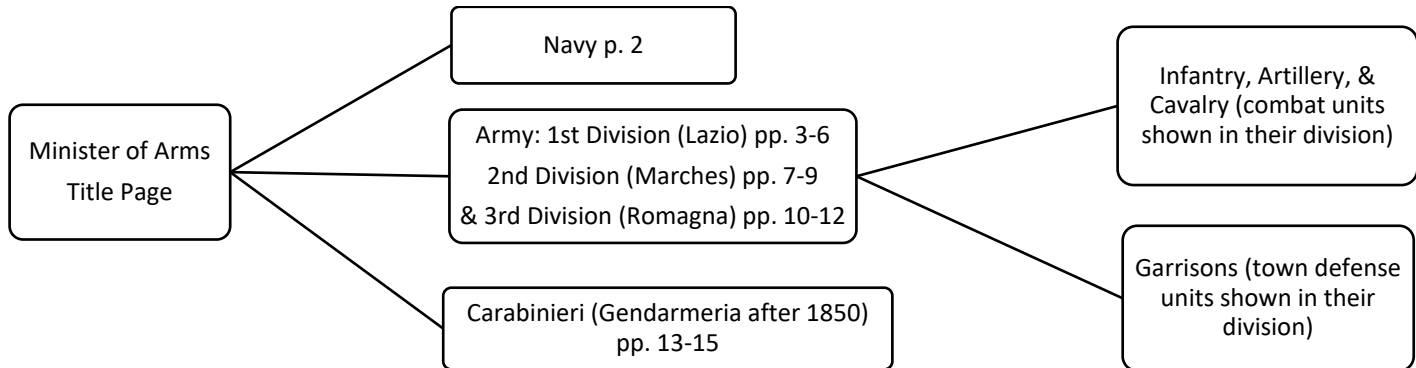 Minister of Arms
Title Page
Navy p. 2
Army: 1st Division (Lazio) pp. 3-6
2nd Division (Marches) pp. 7-9
& 3rd Division (Romagna) pp. 10-12
Carabinieri (Gendarmeria after 1850)
pp. 13-15
Infantry, Artillery, &
Cavalry (combat units
shown in their division)
Garrisons (town defense
units shown in their
division)